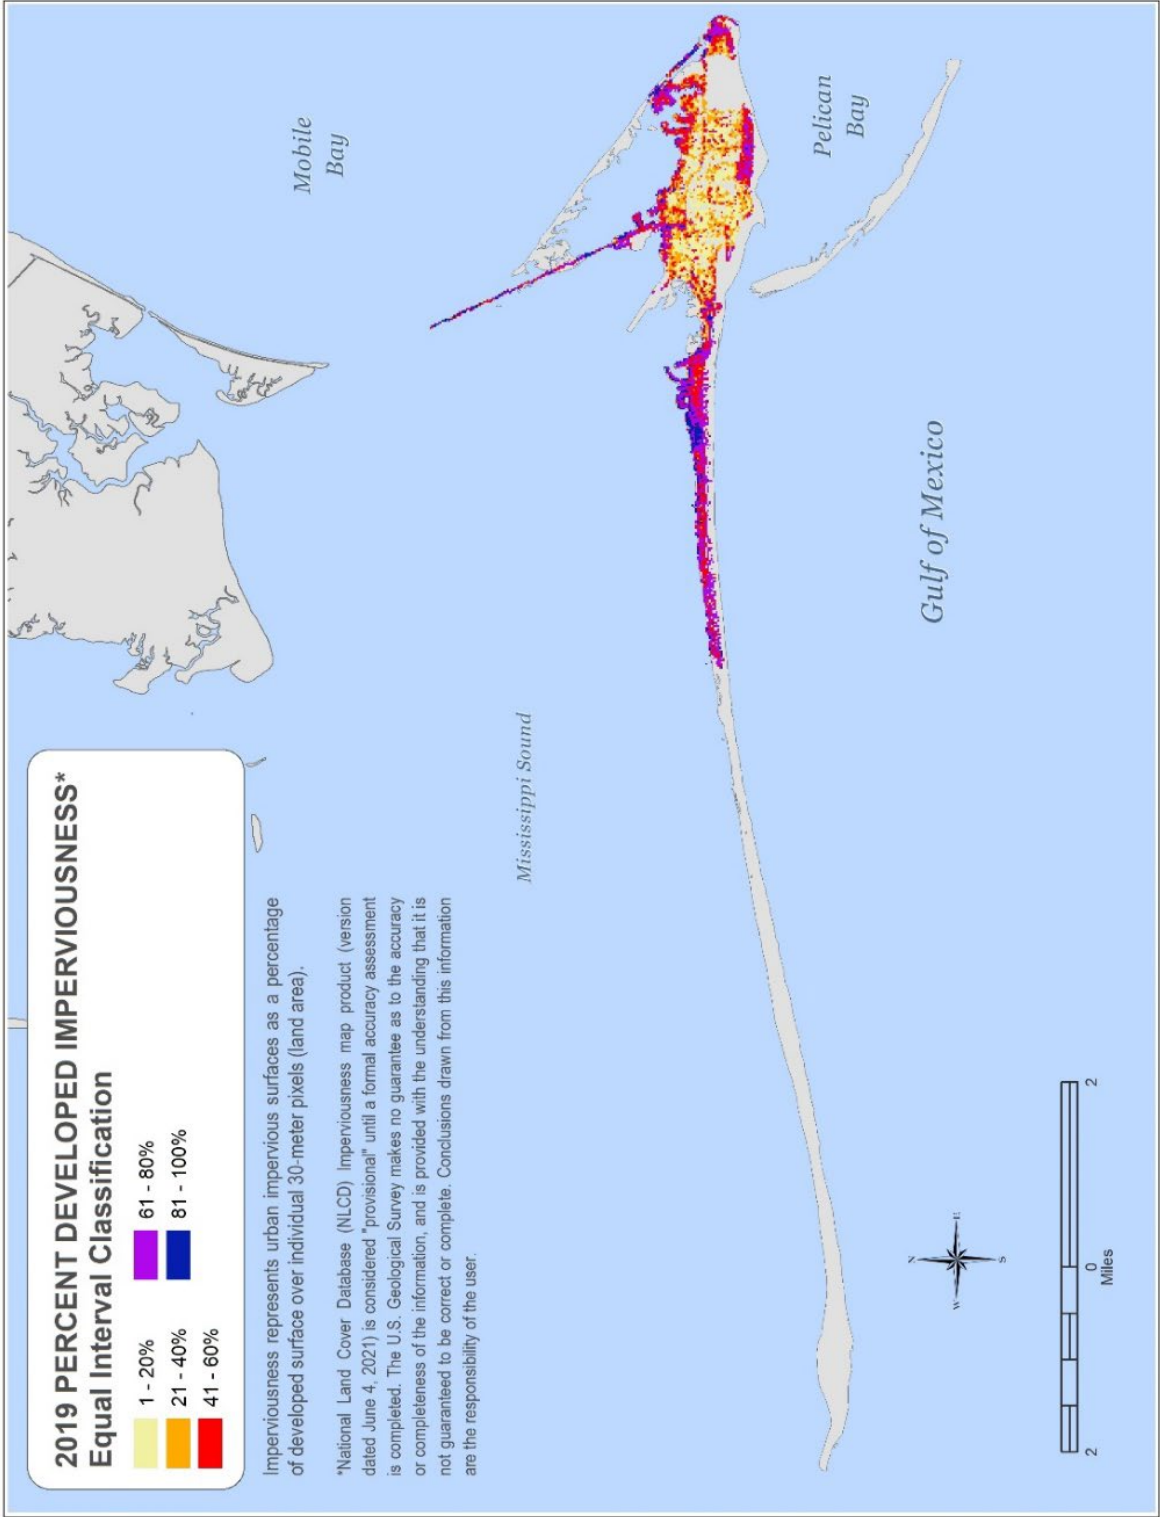 2019 PERCENT DEVELOPED IMPERVIOUSNESS*
Equal Interval Classification
1 - 20%
21 - 40%
41 - 60%
61 - 80%
81 - 100%
Imperviousness represents urban impervious surfaces as a percentage
of developed surface over individual 30-meter pixels (land area).
*National Land Cover Database (NLCD) Imperviousness map product (version
dated June 4, 2021) is considered "provisional" until a formal accuracy assessment
is completed. The U.S. Geological Survey makes no guarantee as to the accuracy
or completeness of the information, and is provided with the understanding that it is
not guaranteed to be correct or complete. Conclusions drawn from this information
are the responsibility of the user.
Mobile
Bay
Mississippi Sound
Pelican
Bay
Gulf of Mexico
N
W
E
S
2
0
2
Miles